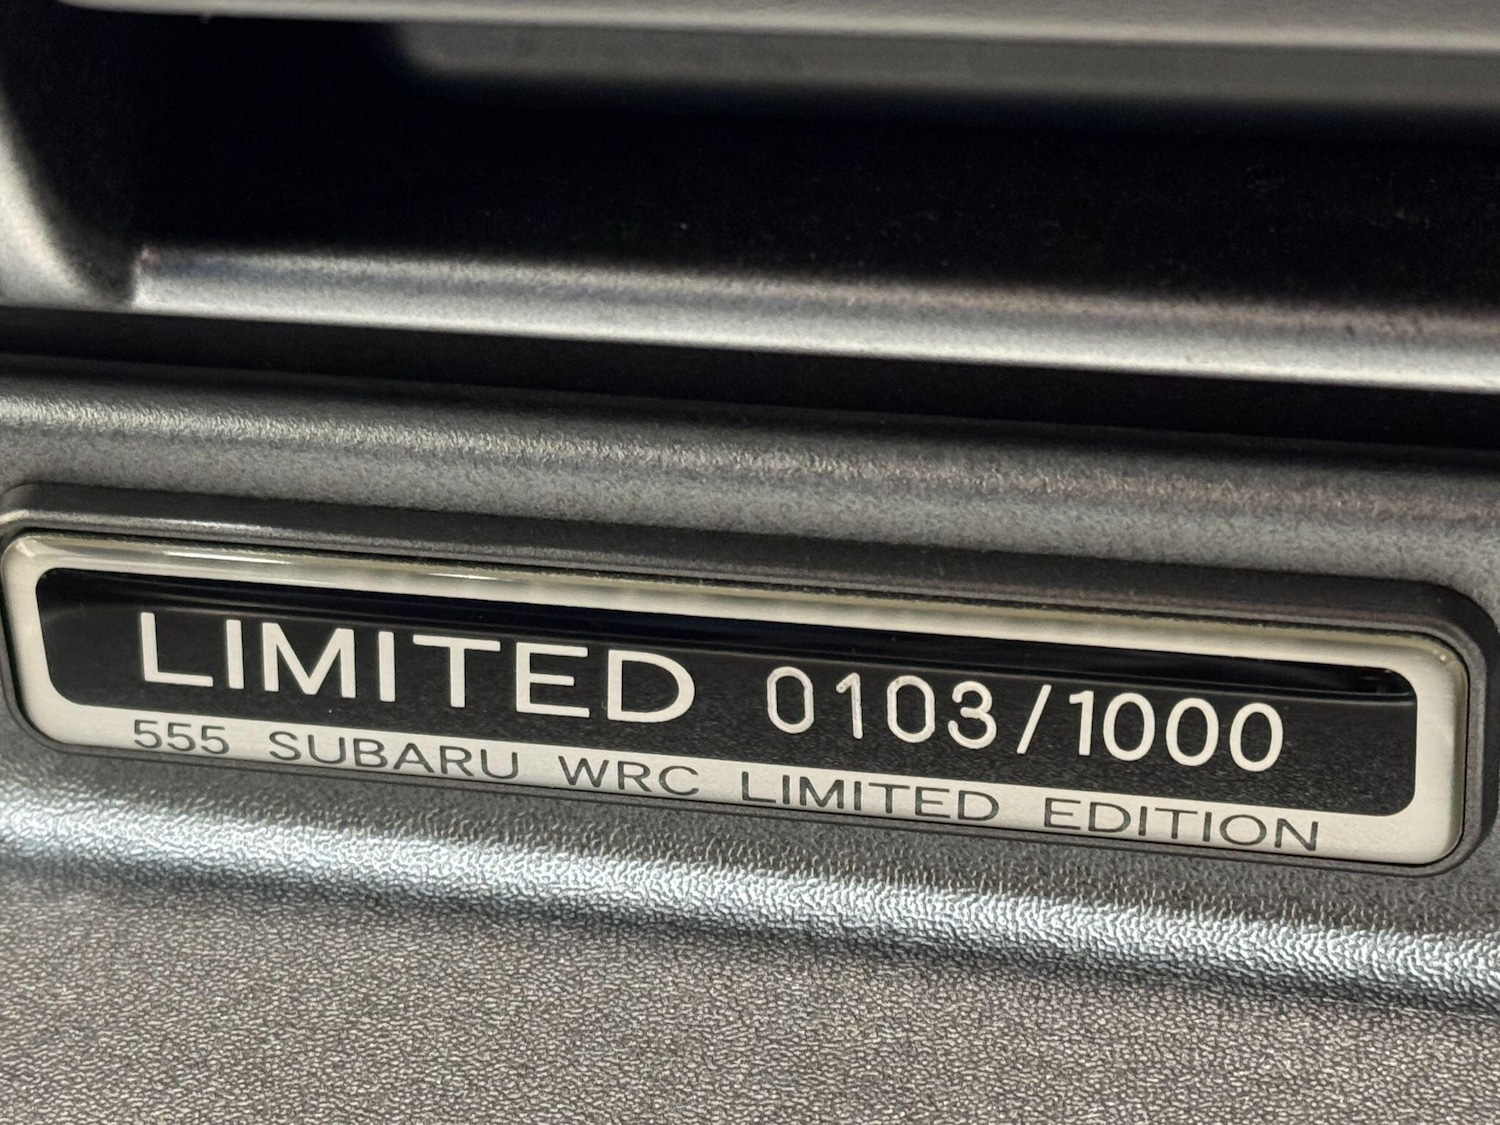 LIMITED 0103/1000
555 SUBARU WRC LIMITED EDITION